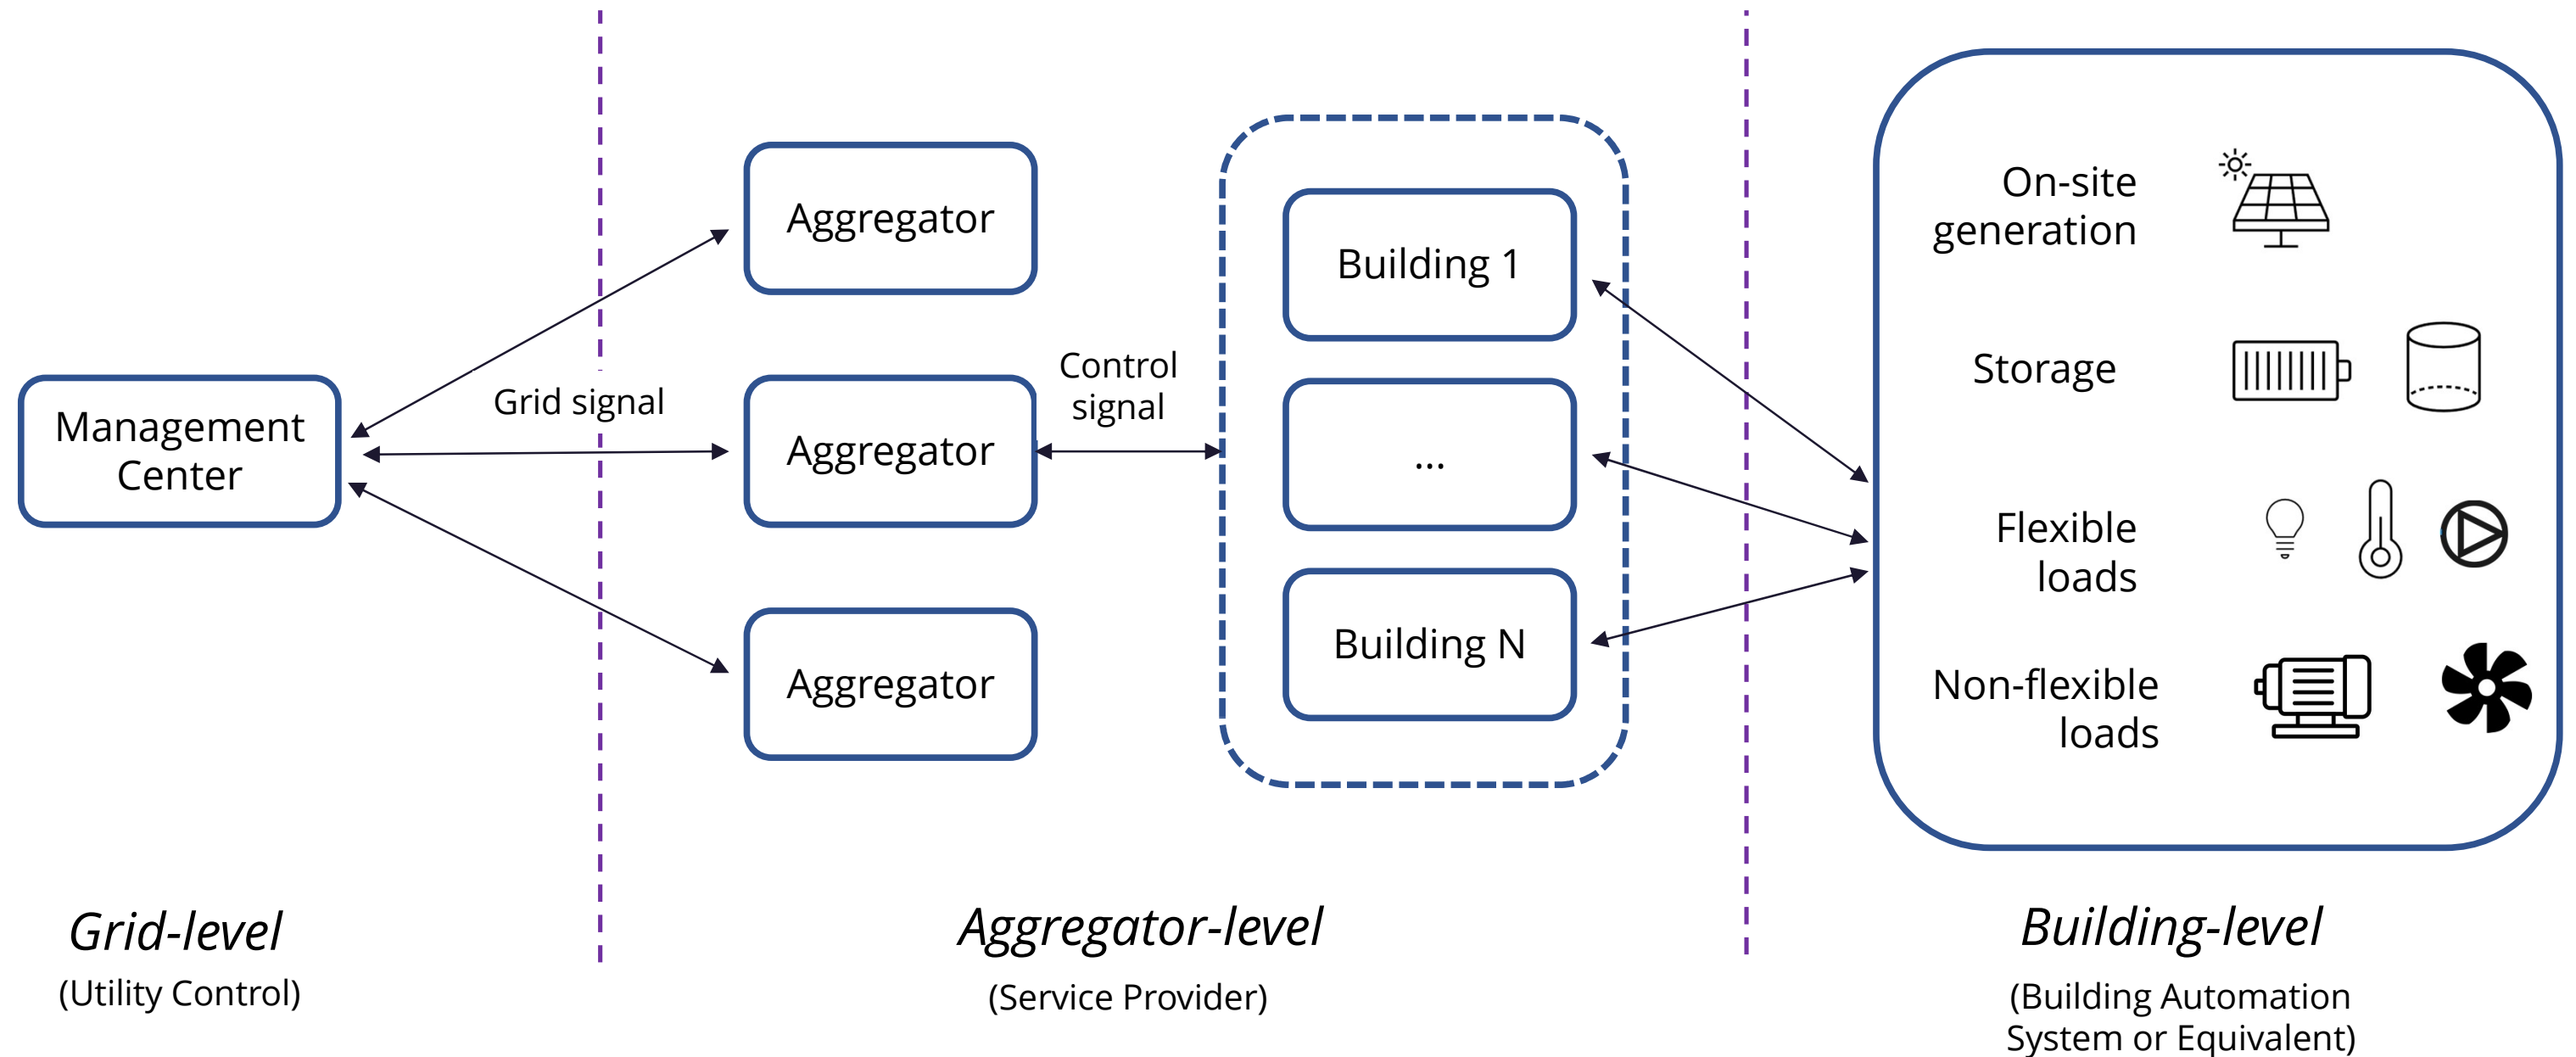 Management
Center
Grid signal
Aggregator
Aggregator
Aggregator
Control
signal
Building 1
...
Building N
On-site
generation
Storage
Flexible
loads
Non-flexible
loads
Grid-level
(Utility Control)
Aggregator-level
(Service Provider)
Building-level
(Building Automation
System or Equivalent)